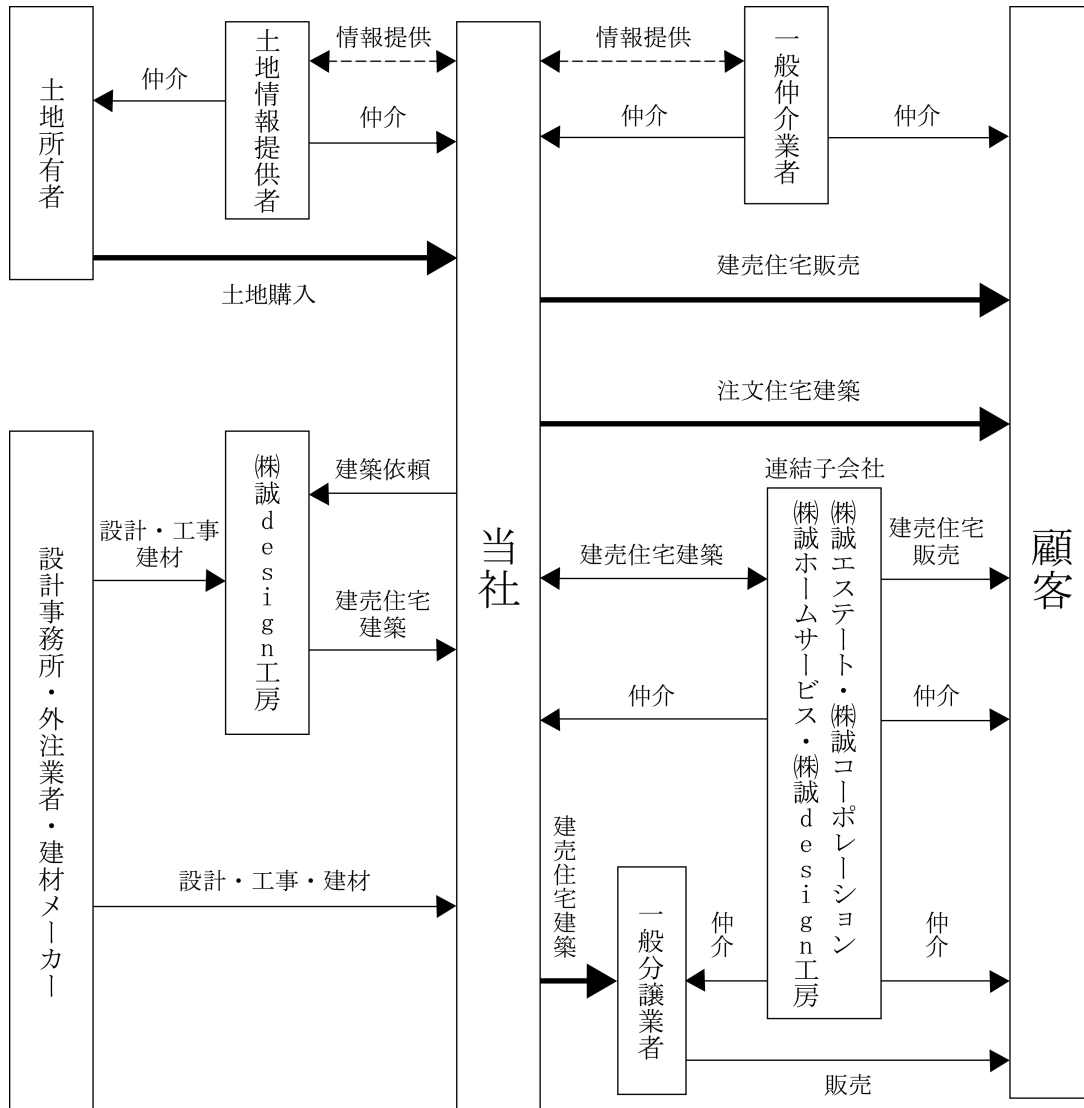 土地所有者
仲介
土地情報提供者
情報提供
仲介
土地購入
当社
情報提供
仲介
一般仲介業者
仲介
建売住宅販売
注文住宅建築
顧客
設計事務所・外注業者・建材メーカー
設計・工事
建材
㈱誠design工房
建築依頼
建売住宅
建築
設計・工事・建材
連結子会社
㈱誠エステート・㈱誠コーポレーション
㈱誠ホームサービス・㈱誠design工房
建売住宅建築
建売住宅
販売
仲介
仲介
建売住宅建築
一般分譲業者
仲介
仲介
販売